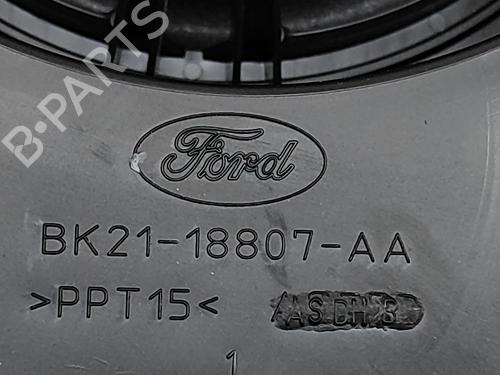 B-PARTS
Ford
BK21-18807-AA
>PPT15<
1